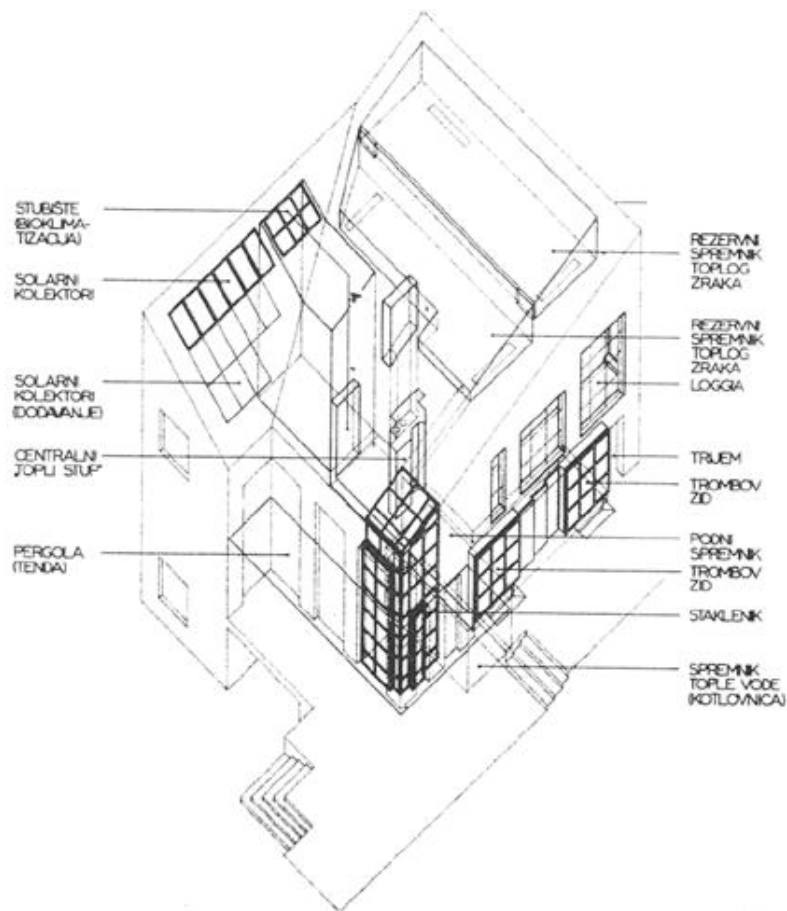 STUBIŠTE
(BIOKLIMA-
TIZACIJA)
SOLARNI
KOLEKTORI
SOLARNI
KOLEKTORI
(DODAVANJE)
CENTRALNI
„TOPLI STUP"
PERGOLA
(TENDA)
REZERVNI
SPREMNIK
TOPLOG
ZRAKA
REZERVNI
SPREMNIK
TOPLOG
ZRAKA
LOGGIA
TRIJEM
TROMBOV
ZID
PODNI
SPREMNIK
TROMBOV
ZID
STAKLENIK
SPREMNIK
TOPLE VODE
(KOTLOVNICA)